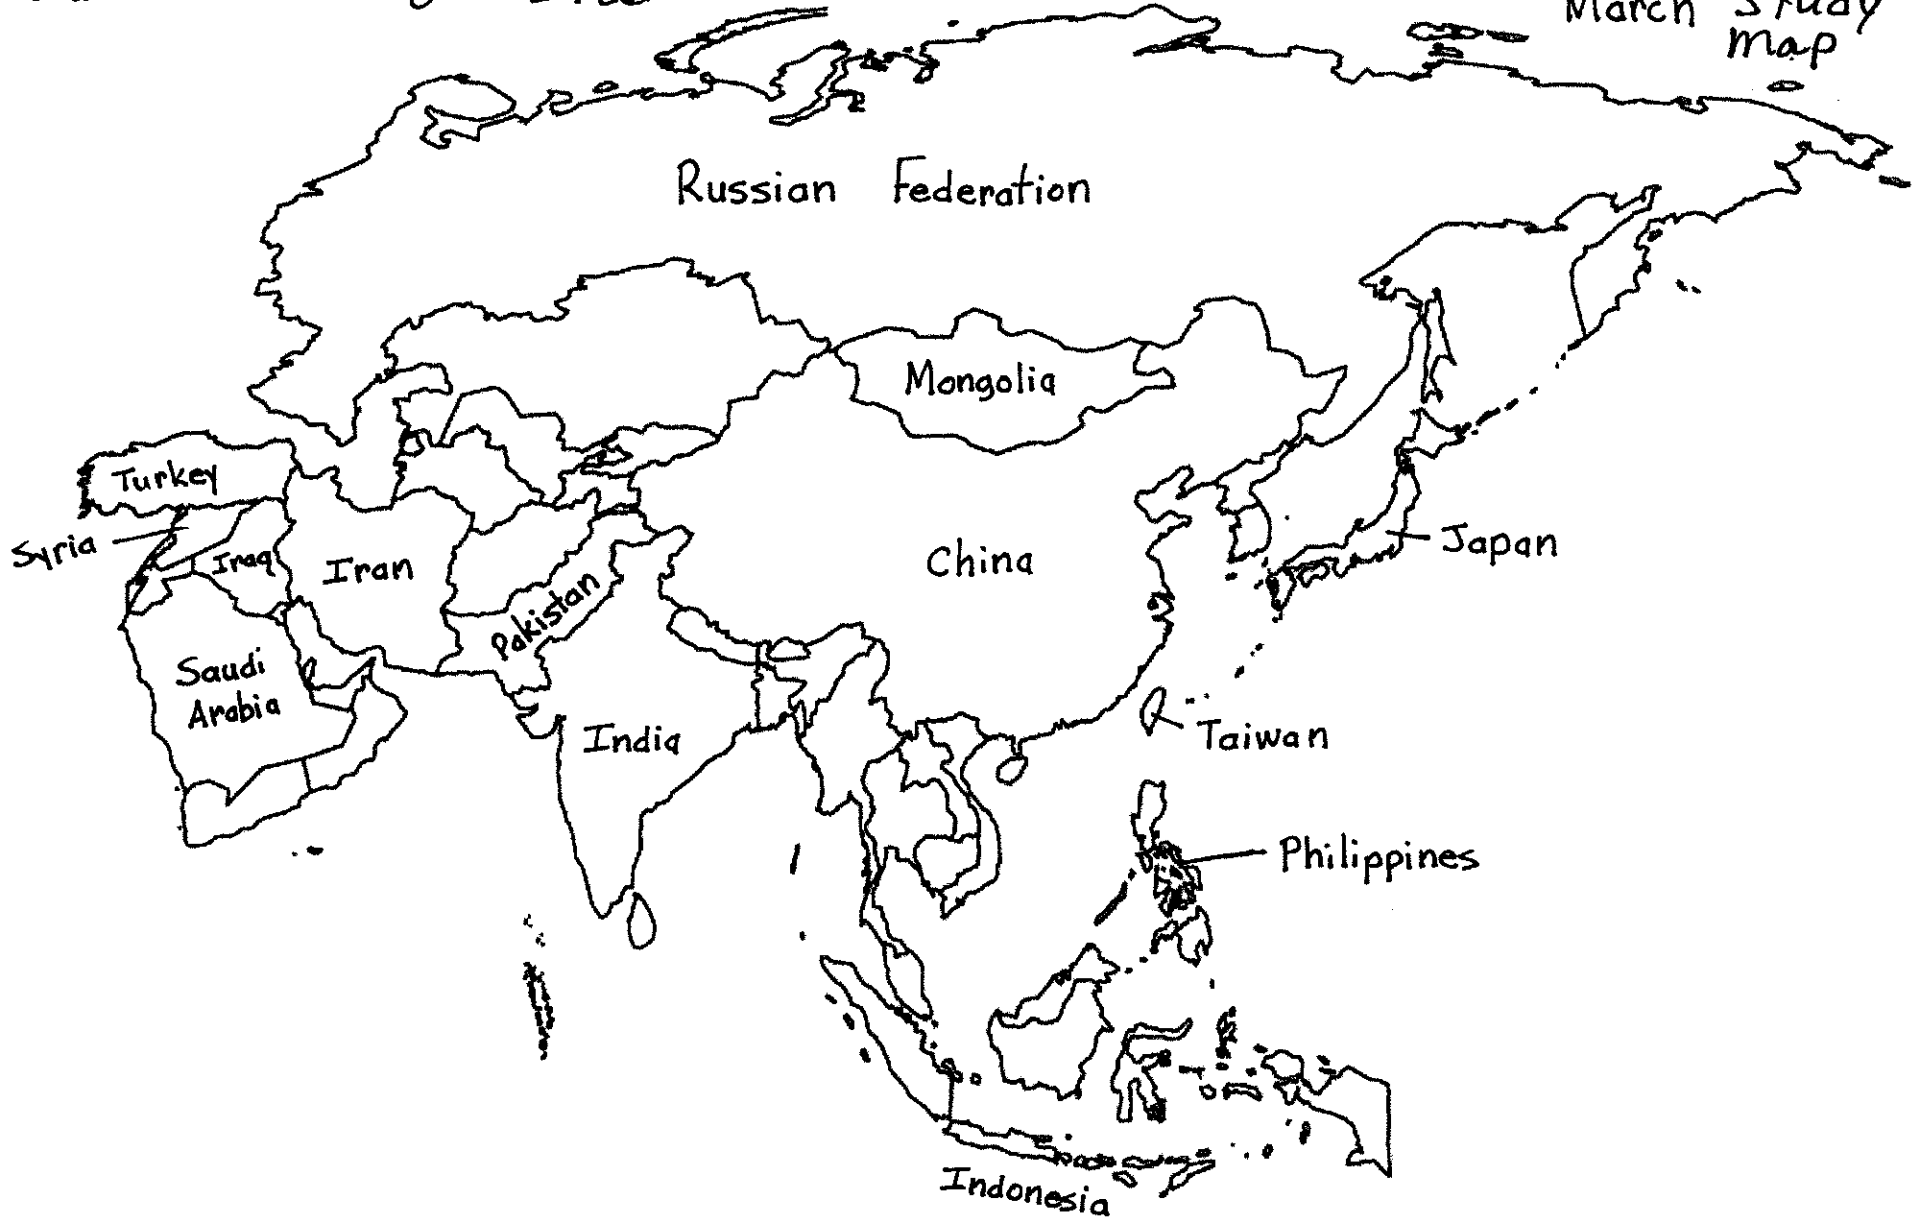 March Study
Map
Russian Federation
Mongolia
Turkey
Syria
Iraq
Iran
China
Japan
Pakistan
Saudi
Arabia
India
Taiwan
Philippines
Indonesia